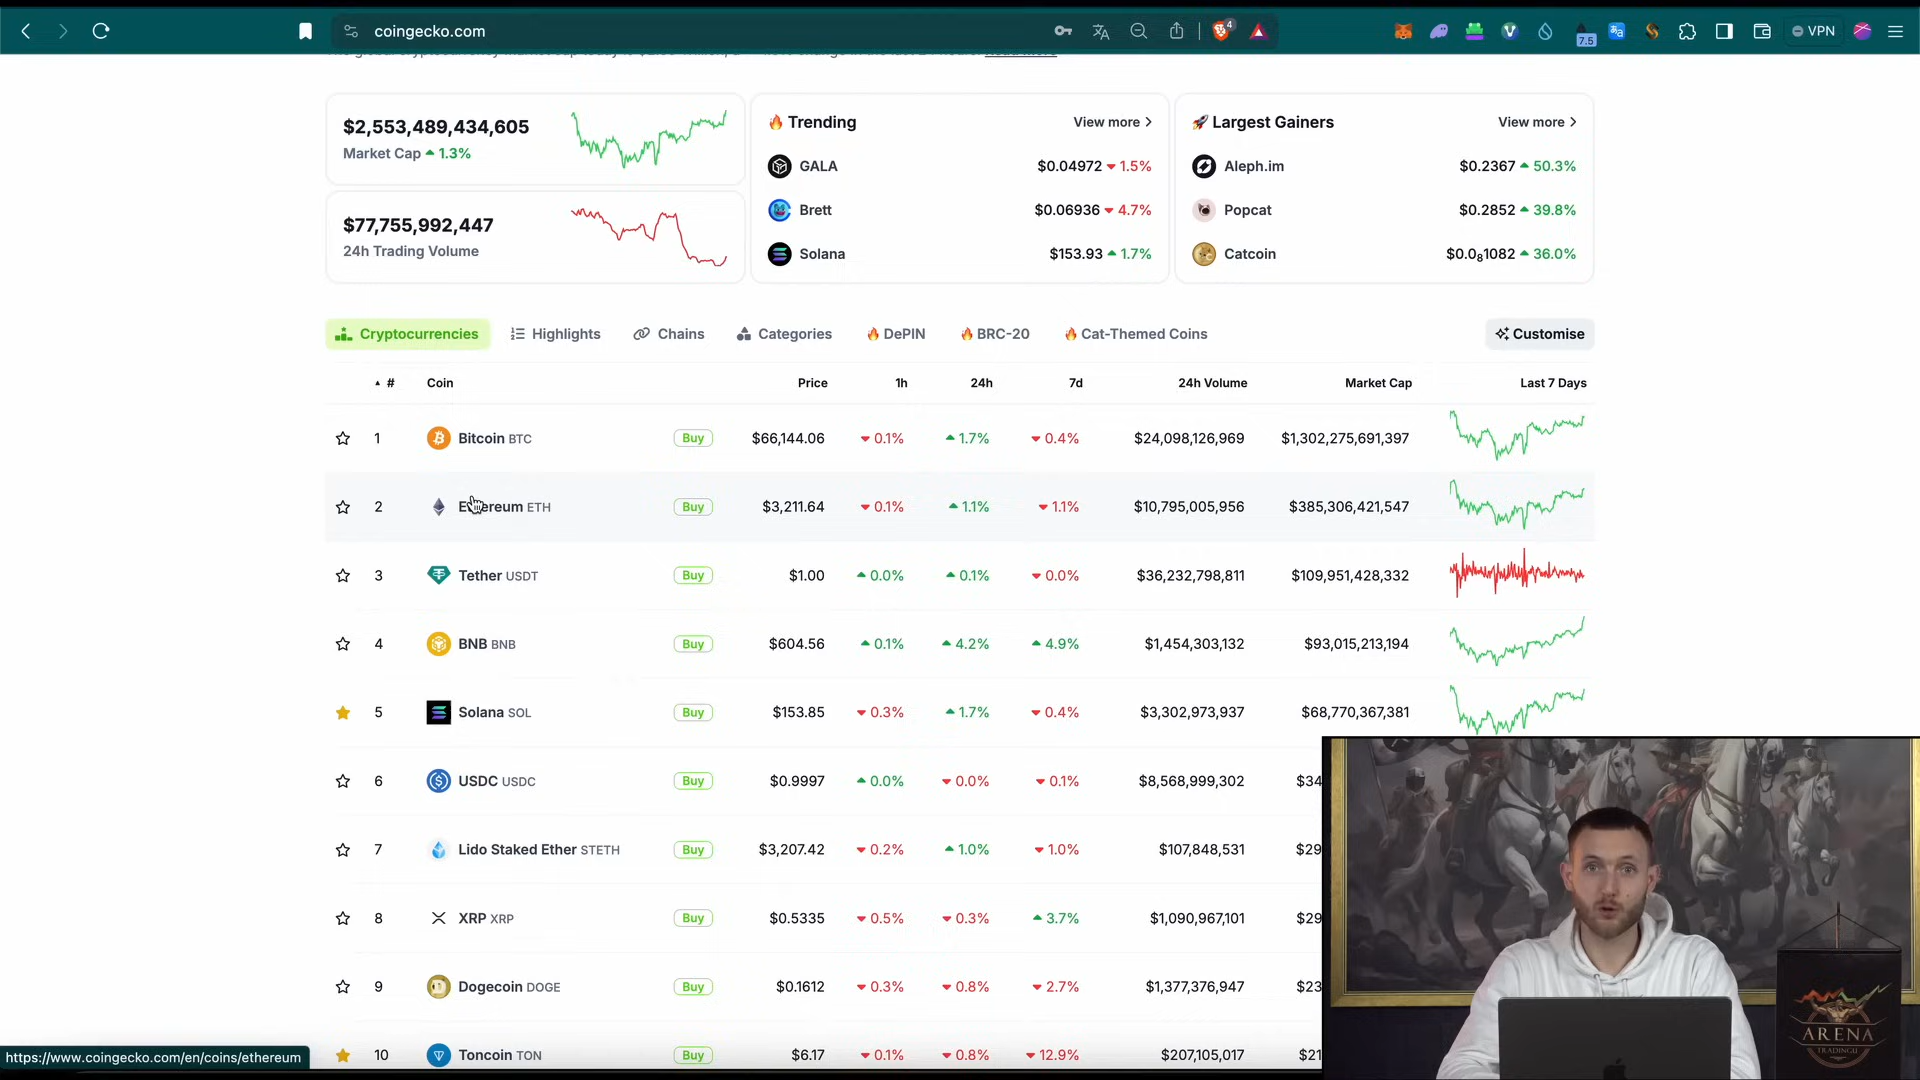 coingecko.com
4
7.5
VPN
$2,553,489,434,605
Market Cap 1.3%
$77,755,992,447
24h Trading Volume
Trending View more
GALA $0.04972 1.5%
Brett $0.06936 4.7%
Solana $153.93 1.7%
Largest Gainers View more
Aleph.im $0.2367 50.3%
Popcat $0.2852 39.8%
Catcoin $0.0₈1082 36.0%
Cryptocurrencies Highlights Chains Categories DePIN BRC-20 Cat-Themed Coins Customise
# Coin Price 1h 24h 7d 24h Volume Market Cap Last 7 Days
1 Bitcoin BTC Buy $66,144.06 0.1% 1.7% 0.4% $24,098,126,969 $1,302,275,691,397
2 Ethereum ETH Buy $3,211.64 0.1% 1.1% 1.1% $10,795,005,956 $385,306,421,547
3 Tether USDT Buy $1.00 0.0% 0.1% 0.0% $36,232,798,811 $109,951,428,332
4 BNB BNB Buy $604.56 0.1% 4.2% 4.9% $1,454,303,132 $93,015,213,194
5 Solana SOL Buy $153.85 0.3% 1.7% 0.4% $3,302,973,937 $68,770,367,381
6 USDC USDC Buy $0.9997 0.0% 0.0% 0.1% $8,568,999,302 $34
7 Lido Staked Ether STETH Buy $3,207.42 0.2% 1.0% 1.0% $107,848,531 $29
8 XRP XRP Buy $0.5335 0.5% 0.3% 3.7% $1,090,967,101 $29
9 Dogecoin DOGE Buy $0.1612 0.3% 0.8% 2.7% $1,377,376,947 $23
10 Toncoin TON Buy $6.17 0.1% 0.8% 12.9% $207,105,017 $21
https://www.coingecko.com/en/coins/ethereum
ARENA
TRADINGU